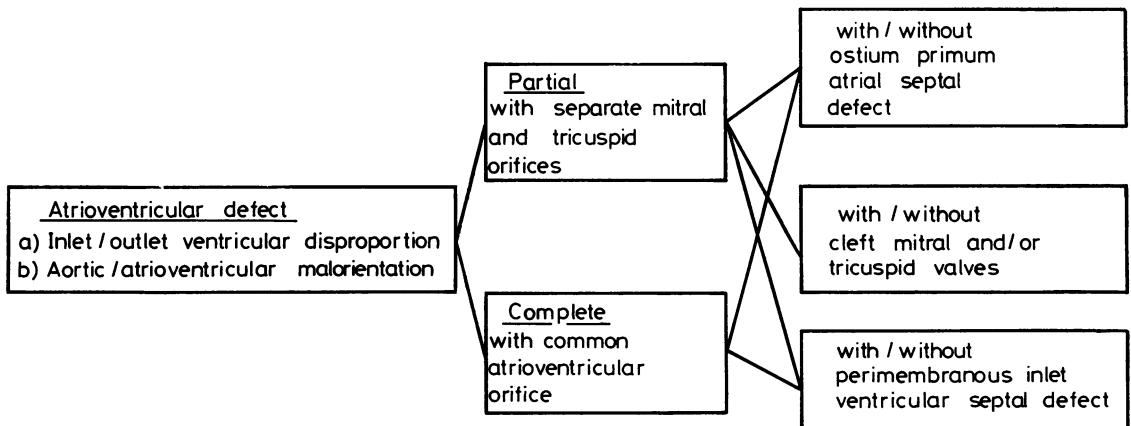 Atrioventricular defect
a) Inlet / outlet ventricular disproportion
b) Aortic / atrioventricular malorientation
Partial
with separate mitral
and tricuspid
orifices
Complete
with common
atrioventricular
orifice
with / without
ostium primum
atrial septal
defect
with / without
cleft mitral and/or
tricuspid valves
with / without
perimembranous inlet
ventricular septal defect